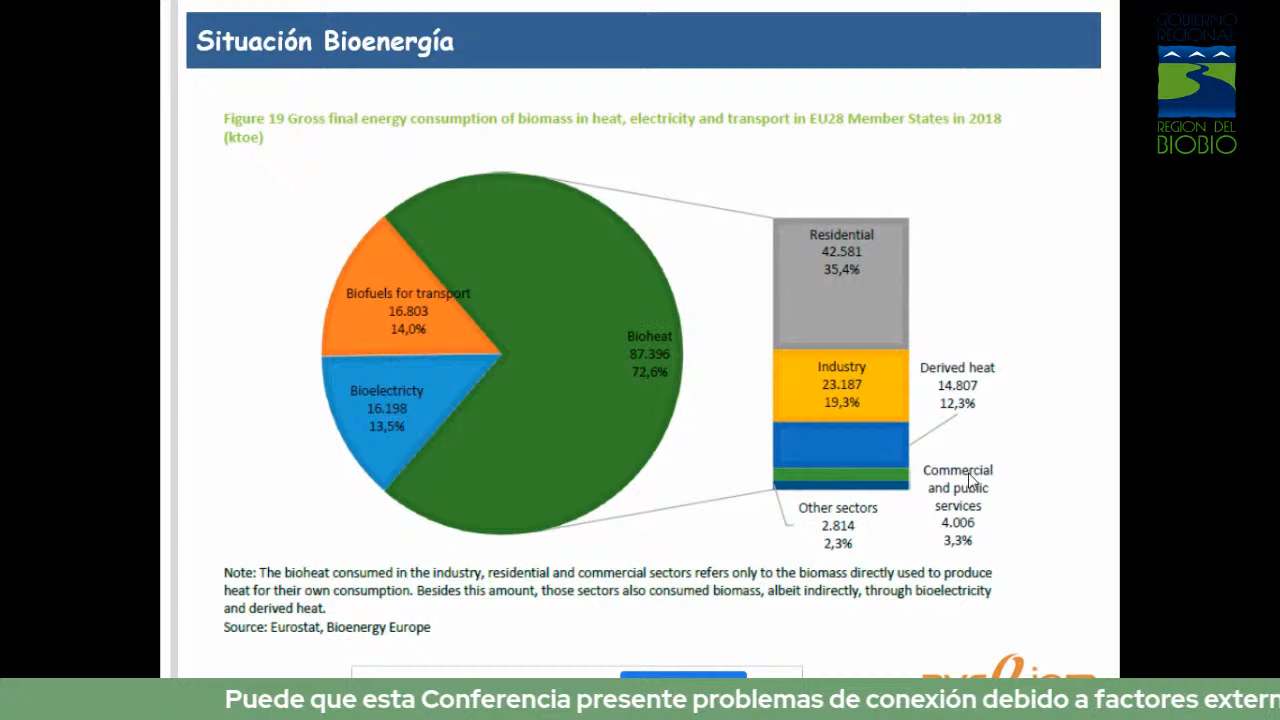 Situación Bioenergía
GOBIERNO
REGIONAL
REGION DEL
BIOBIO
Figure 19 Gross final energy consumption of biomass in heat, electricity and transport in EU28 Member States in 2018
(ktoe)
Biofuels for transport
16.803
14,0%
Bioelectricty
16.198
13,5%
Bioheat
87.396
72,6%
Residential
42.581
35,4%
Industry
23.187
19,3%
Derived heat
14.807
12,3%
Commercial
and public
services
4.006
3,3%
Other sectors
2.814
2,3%
Note: The bioheat consumed in the industry, residential and commercial sectors refers only to the biomass directly used to produce
heat for their own consumption. Besides this amount, those sectors also consumed biomass, albeit indirectly, through bioelectricity
and derived heat.
Source: Eurostat, Bioenergy Europe
Puede que esta Conferencia presente problemas de conexión debido a factores extern